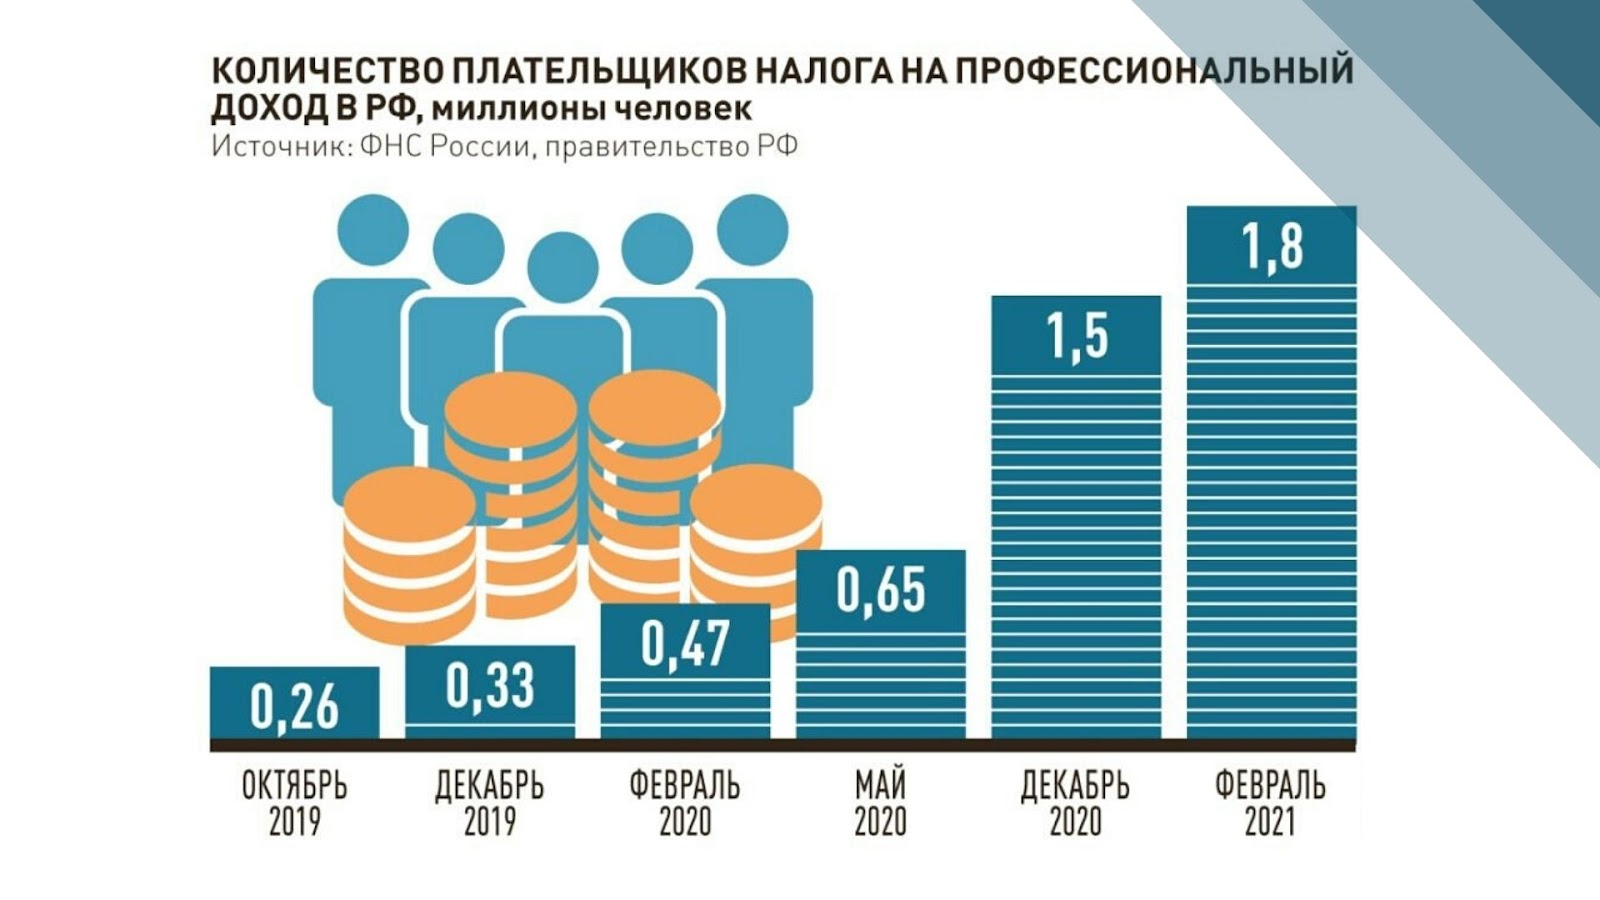 КОЛИЧЕСТВО ПЛАТЕЛЬЩИКОВ НАЛОГА НА ПРОФЕССИОНАЛЬНЫЙ
ДОХОД В РФ, миллионы человек
Источник: ФНС России, правительство РФ
1,8
1,5
0,65
0,47
0,33
0,26
ОКТЯБРЬ 2019
ДЕКАБРЬ 2019
ФЕВРАЛЬ 2020
МАЙ 2020
ДЕКАБРЬ 2020
ФЕВРАЛЬ 2021